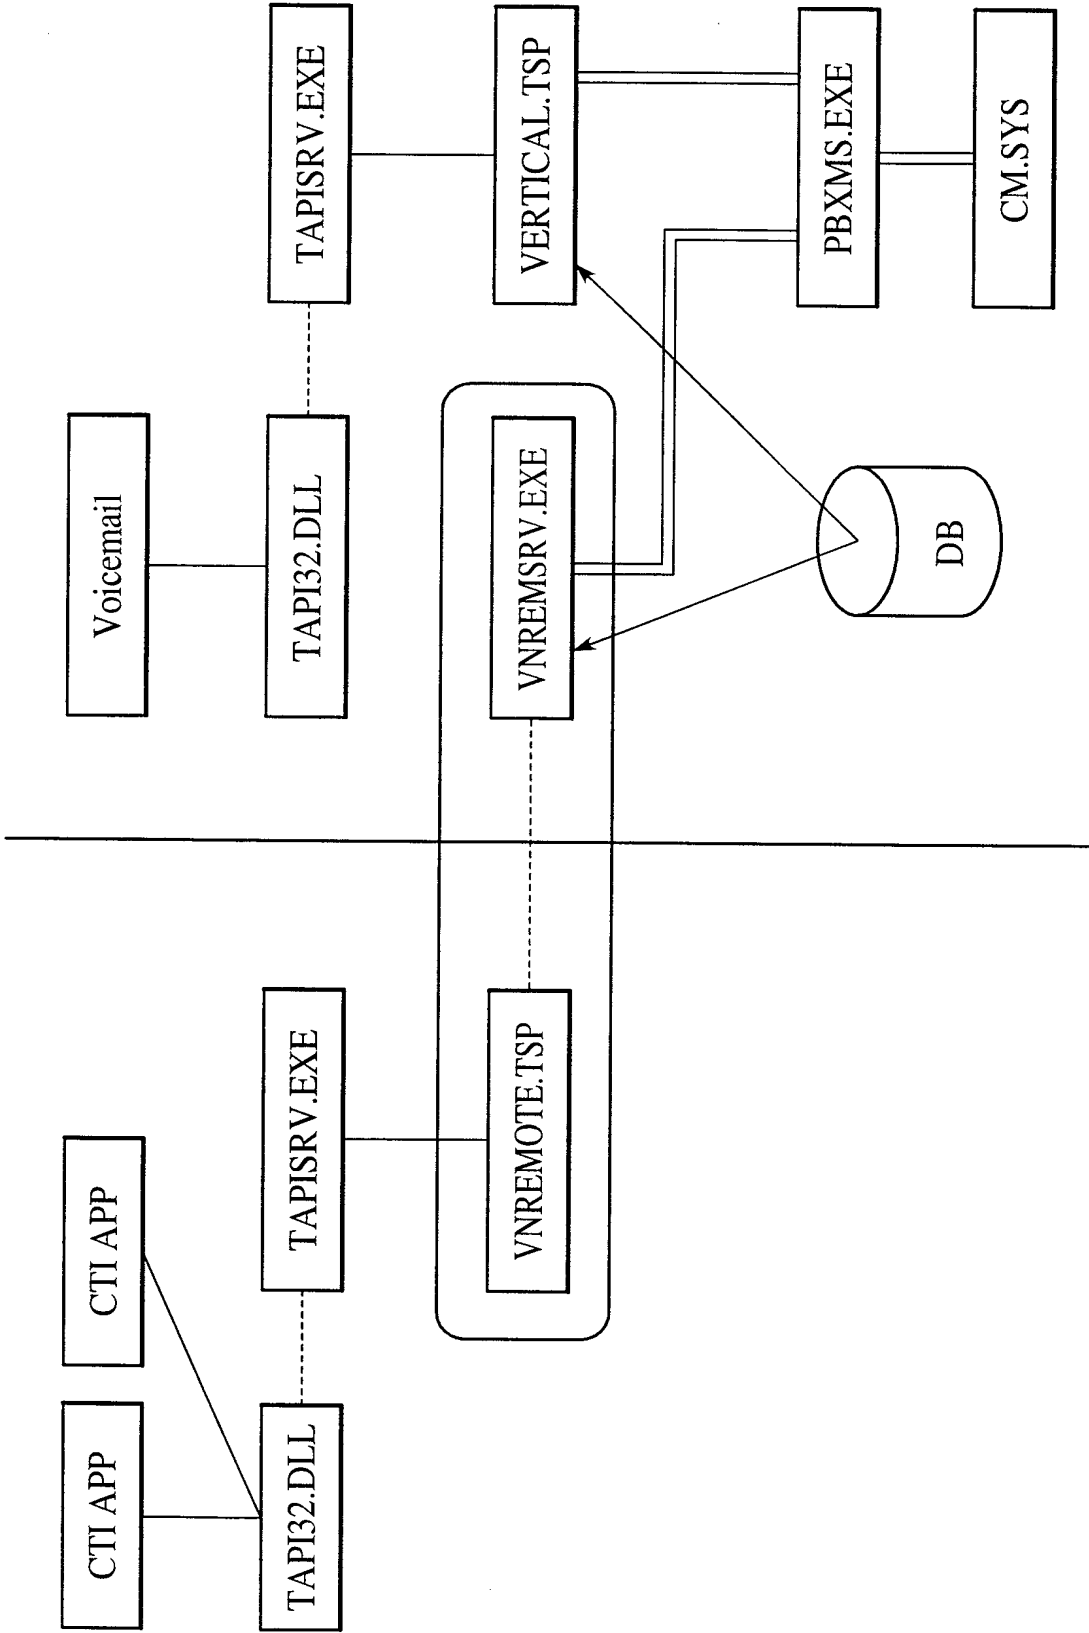 CTI APP
CTI APP
Voicemail
TAPI32.DLL
TAPISRV.EXE
TAPI32.DLL
TAPISRV.EXE
VNREMOTE.TSP
VNREMSRV.EXE
VERTICAL.TSP
DB
PBXMS.EXE
CM.SYS